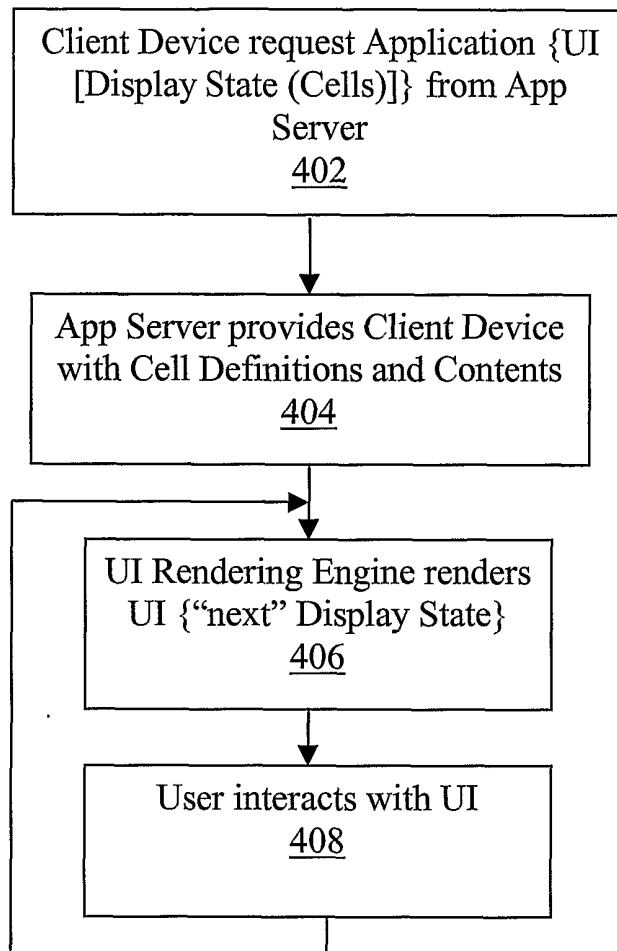 Client Device request Application {UI
[Display State (Cells)]} from App
Server
402
App Server provides Client Device
with Cell Definitions and Contents
404
UI Rendering Engine renders
UI {“next” Display State}
406
User interacts with UI
408